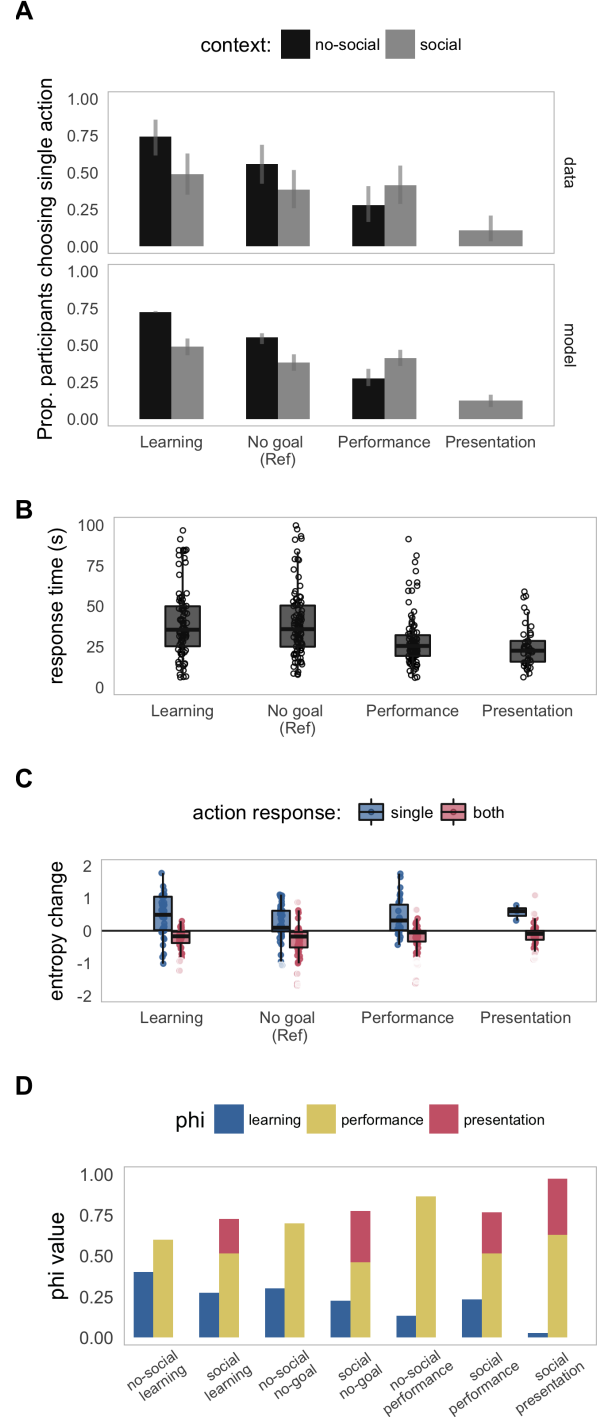 A
context: no-social social
Prop. participants choosing single action
1.00
0.75
0.50
0.25
0.00
data
1.00
0.75
0.50
0.25
0.00
model
Learning No goal Performance Presentation
(Ref)
B
response time (s)
100
75
50
25
0
Learning No goal Performance Presentation
(Ref)
C
action response: single both
entropy change
2
1
0
-1
-2
Learning No goal Performance Presentation
(Ref)
D
phi learning performance presentation
phi value
1.00
0.75
0.50
0.25
0.00
no-social
learning
social
learning
no-social
no-goal
social
no-goal
no-social
performance
social
performance
social
presentation